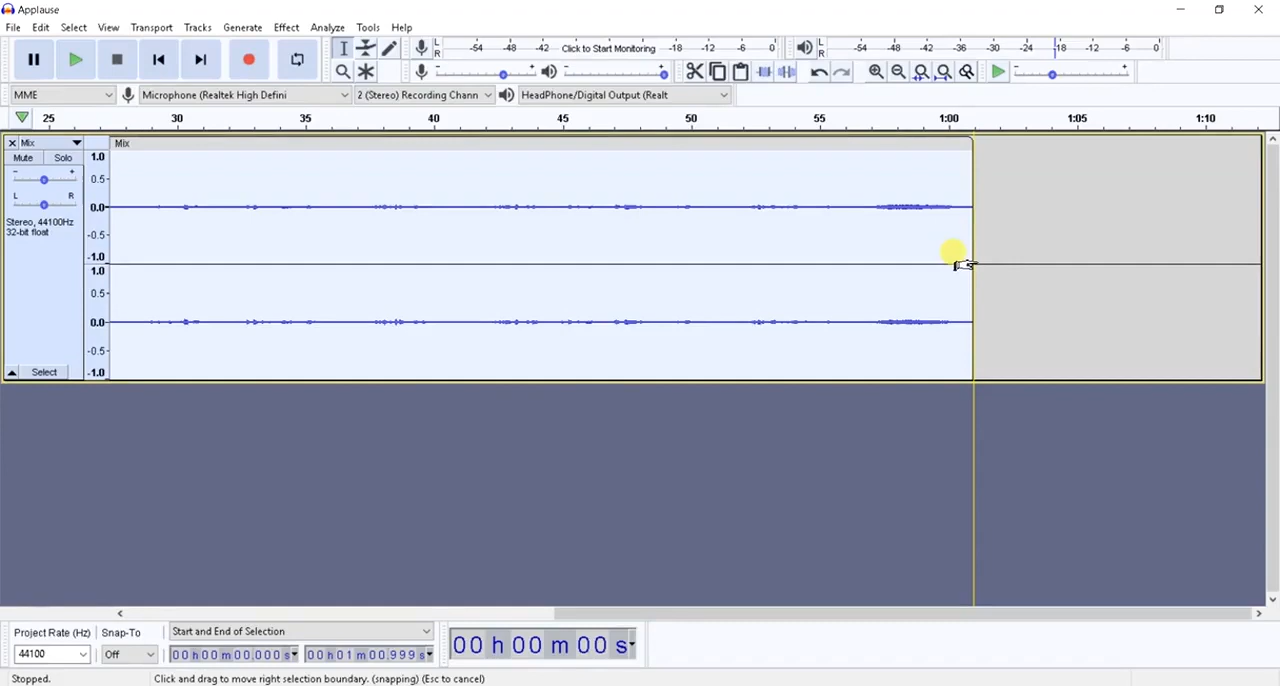 Applause
File Edit Select View Transport Tracks Generate Effect Analyze Tools Help
L R -54 -48 -42 Click to Start Monitoring -18 -12 -6 0 L R -54 -48 -42 -36 -30 -24 -18 -12 -6 0
MME Microphone (Realtek High Defini 2 (Stereo) Recording Chann HeadPhone/Digital Output (Realt
25 30 35 40 45 50 55 1:00 1:05 1:10
Mix 1.0 Mix
Mute Solo
0.5
L R
0.0
Stereo, 44100Hz
32-bit float
-0.5
-1.0
1.0
0.5
0.0
-0.5
Select -1.0
Project Rate (Hz) Snap-To Start and End of Selection
44100 Off 00 h 00 m 00.000 s 00 h 01 m 00.999 s 00 h 00 m 00 s
Stopped. Click and drag to move right selection boundary. (snapping) (Esc to cancel)